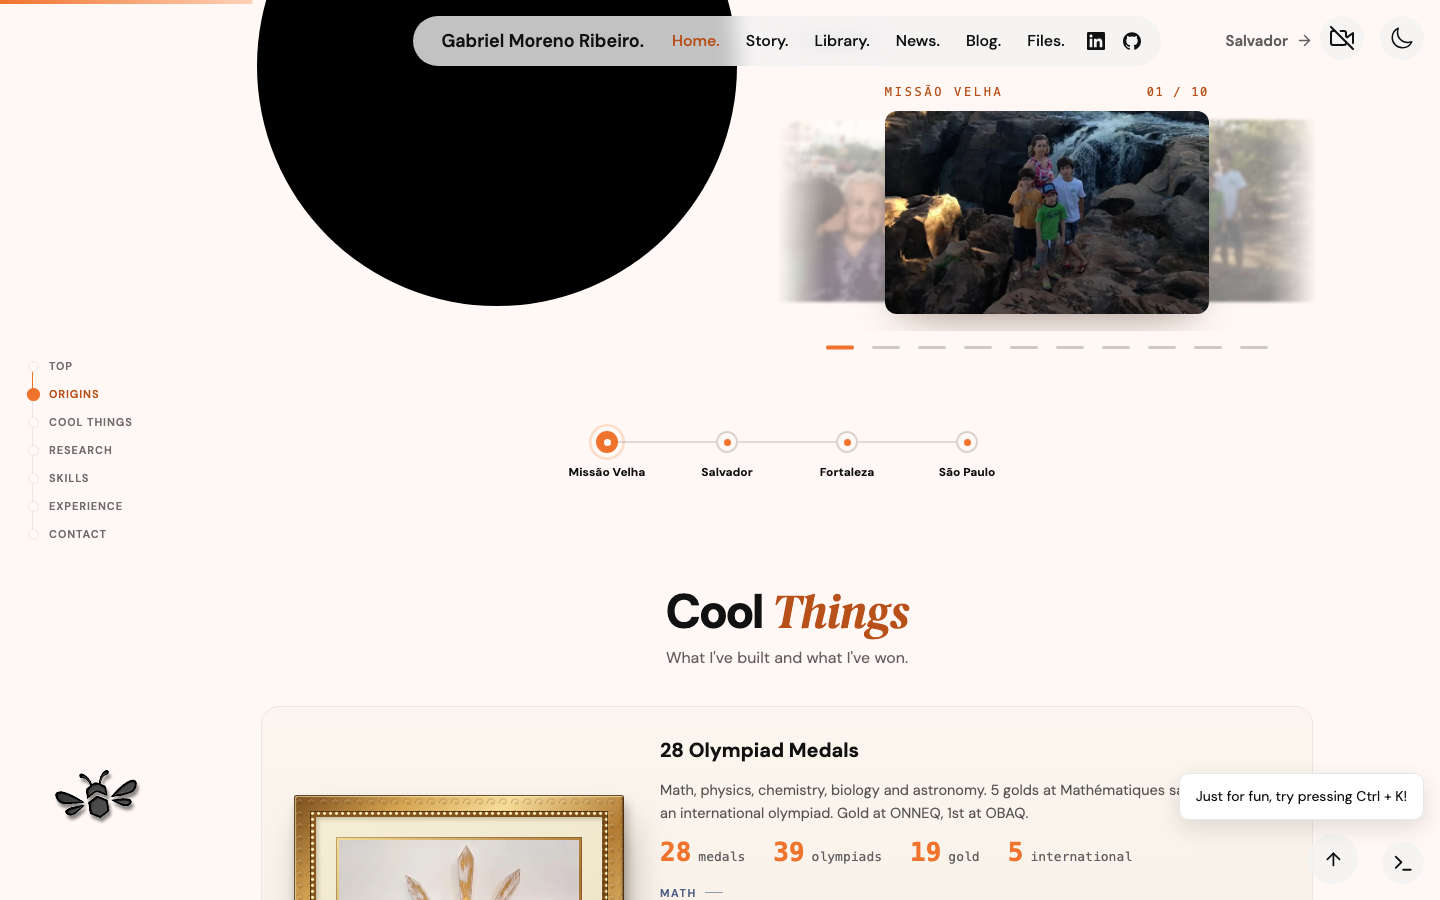 Gabriel Moreno Ribeiro. Home. Story. Library. News. Blog. Files.
Salvador →
MISSÃO VELHA 01 / 10
TOP
ORIGINS
COOL THINGS
RESEARCH
SKILLS
EXPERIENCE
CONTACT
Missão Velha Salvador Fortaleza São Paulo
Cool Things
What I've built and what I've won.
28 Olympiad Medals
Math, physics, chemistry, biology and astronomy. 5 golds at Mathématiques
an international olympiad. Gold at ONNEQ, 1st at OBAQ.
28 medals 39 olympiads 19 gold 5 international
MATH
Just for fun, try pressing Ctrl + K!